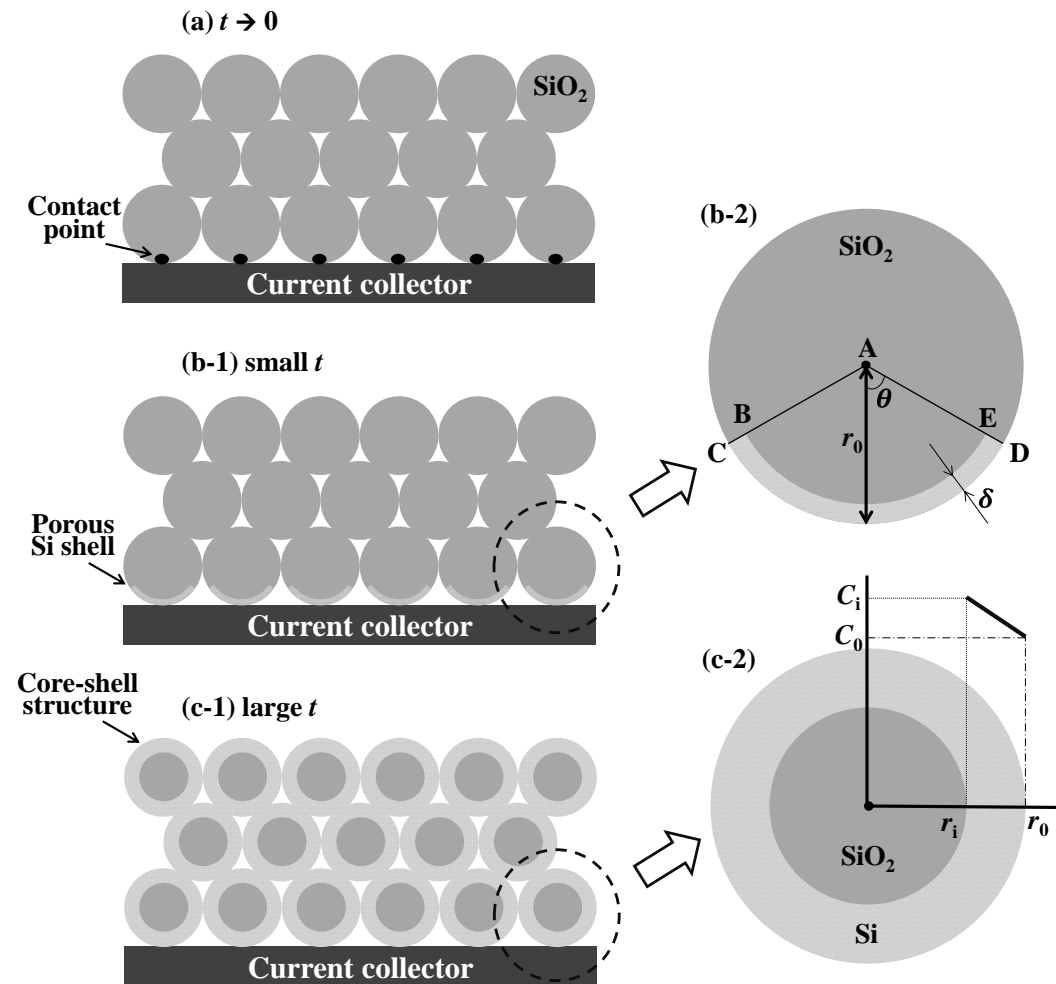 (a) t → 0
SiO2
Contact
point
Current collector
(b-1) small t
Porous
Si shell
Current collector
(b-2)
SiO2
A
θ
B
E
C
r0
D
δ
Core-shell
structure
(c-1) large t
Current collector
(c-2)
Ci
C0
ri
r0
SiO2
Si